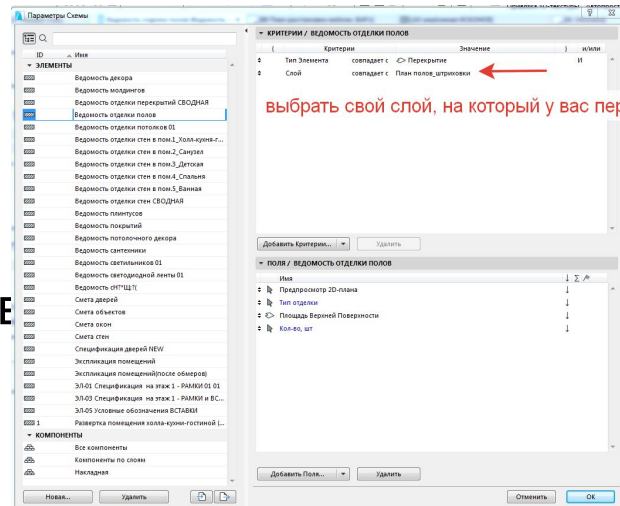 Параметры Схемы
ID Имя
ЭЛЕМЕНТЫ
Ведомость декора
Ведомость молдингов
Ведомость отделки перекрытий СВОДНАЯ
Ведомость отделки полов
Ведомость отделки потолков 01
Ведомость отделки стен в пом.1_Холл-кухня-г...
Ведомость отделки стен в пом.2_Санузел
Ведомость отделки стен в пом.3_Детская
Ведомость отделки стен в пом.4_Спальня
Ведомость отделки стен в пом.5_Ванная
Ведомость отделки стен СВОДНАЯ
Ведомость плинтусов
Ведомость покрытий
Ведомость потолочного декора
Ведомость сантехники
Ведомость светильников 01
Ведомость светодиодной ленты 01
Ведомость
Смета дверей
Смета объектов
Смета окон
Смета стен
Спецификация дверей NEW
Экспликация помещений
Экспликация помещений(после обмеров)
ЭЛ-01 Спецификация на этаж 1 - РАМКИ 01 01
ЭЛ-03 Спецификация на этаж 1 - РАМКИ и ВС...
ЭЛ-05 Условные обозначения ВСТАВКИ
1 Развертка помещения холла-кухни-гостиной (...
КОМПОНЕНТЫ
Все компоненты
Компоненты по слоям
Накладная
Новая... Удалить
КРИТЕРИИ / ВЕДОМОСТЬ ОТДЕЛКИ ПОЛОВ
( Критерии Значение ) и/или
Тип Элемента совпадает с Перекрытие И
Слой совпадает с План полов_штриховки
выбрать свой слой, на который у вас пер
Добавить Критерии... Удалить
ПОЛЯ / ВЕДОМОСТЬ ОТДЕЛКИ ПОЛОВ
Имя
Предпросмотр 2D-плана
Тип отделки
Площадь Верхней Поверхности
Кол-во, шт
Добавить Поля... Удалить
Отменить OK